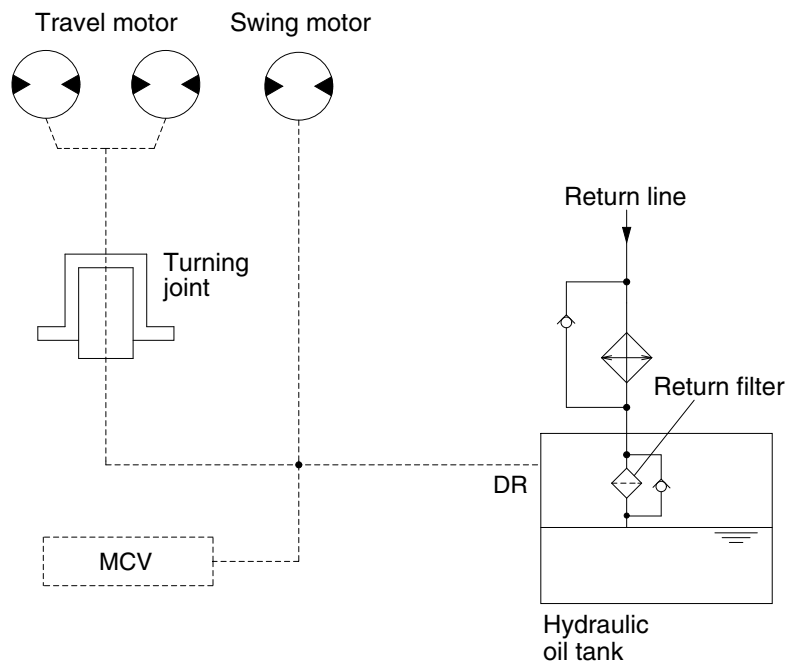 Travel motor
Swing motor
Turning
joint
Return line
Return filter
DR
MCV
Hydraulic
oil tank